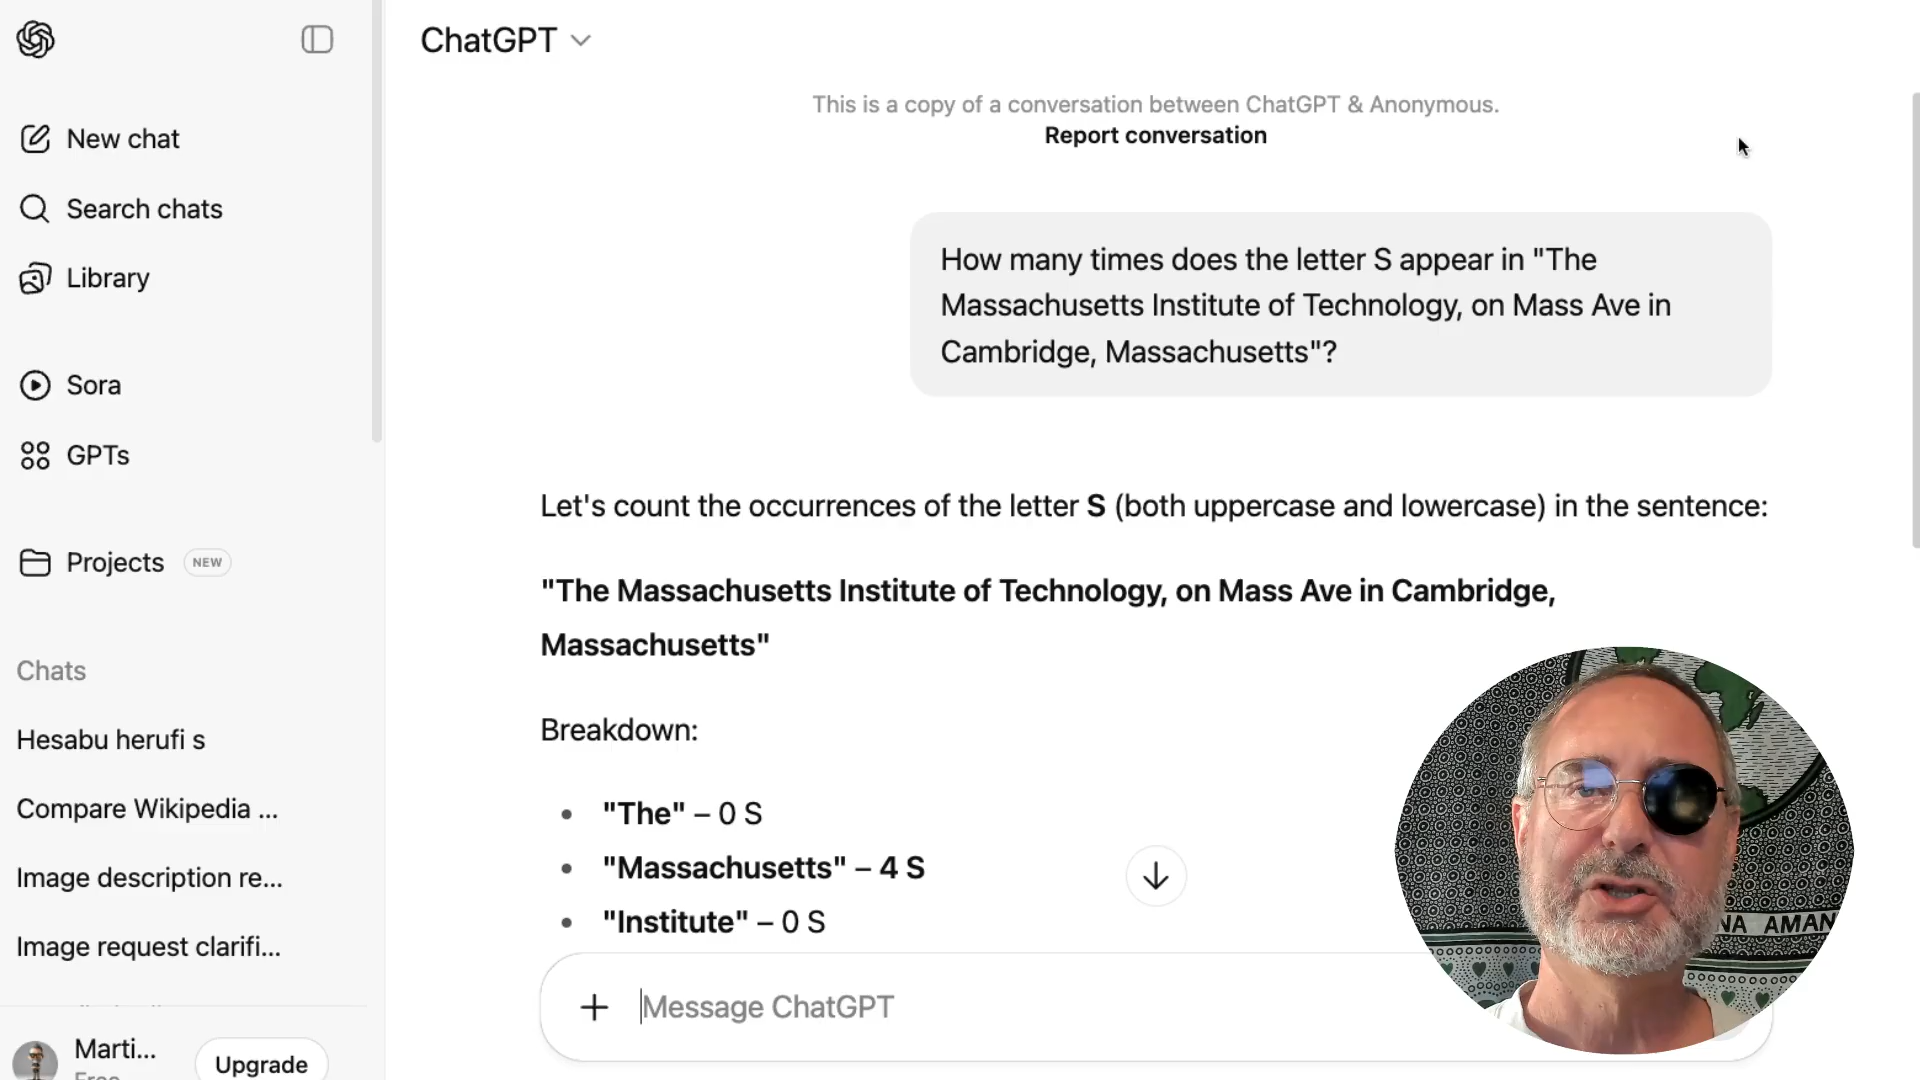 ChatGPT
This is a copy of a conversation between ChatGPT & Anonymous.
Report conversation
New chat
Search chats
Library
Sora
GPTs
Projects NEW
Chats
Hesabu herufi s
Compare Wikipedia ...
Image description re...
Image request clarifi...
Marti...
Free
Upgrade
How many times does the letter S appear in "The
Massachusetts Institute of Technology, on Mass Ave in
Cambridge, Massachusetts"?
Let's count the occurrences of the letter S (both uppercase and lowercase) in the sentence:
"The Massachusetts Institute of Technology, on Mass Ave in Cambridge,
Massachusetts"
Breakdown:
• "The" – 0 S
• "Massachusetts" – 4 S
• "Institute" – 0 S
Message ChatGPT
NA AMAN